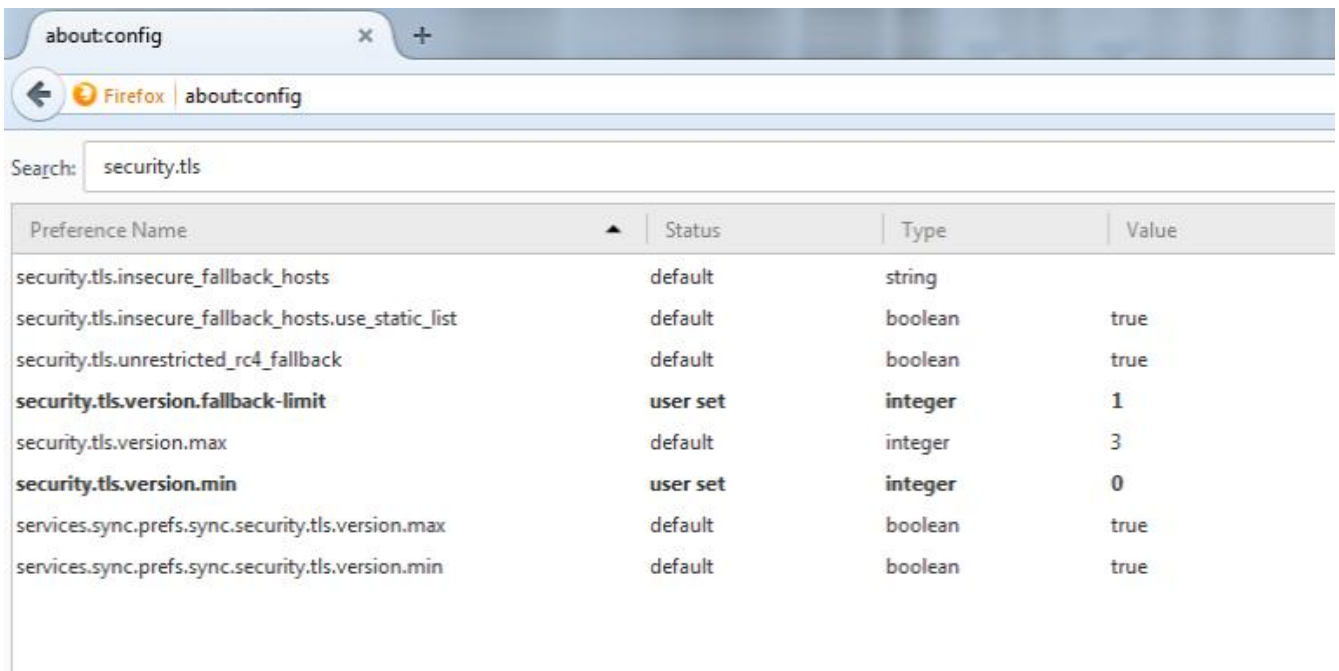 about:config
Firefox about:config
Search: security.tls
Preference Name Status Type Value
security.tls.insecure_fallback_hosts default string
security.tls.insecure_fallback_hosts.use_static_list default boolean true
security.tls.unrestricted_rc4_fallback default boolean true
security.tls.version.fallback-limit user set integer 1
security.tls.version.max default integer 3
security.tls.version.min user set integer 0
services.sync.prefs.sync.security.tls.version.max default boolean true
services.sync.prefs.sync.security.tls.version.min default boolean true